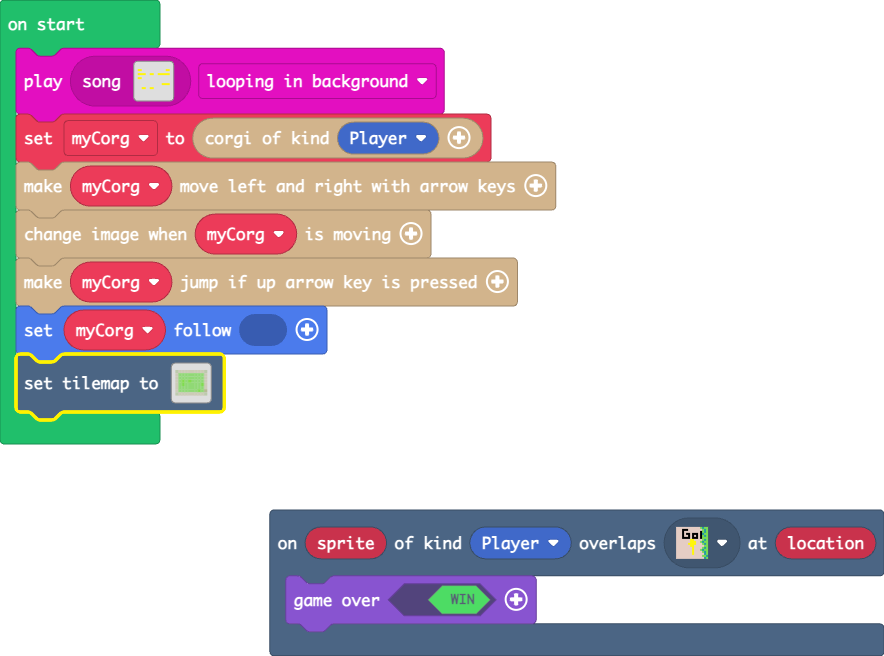 on start
play song looping in background
set myCorg to corgi of kind Player
make myCorg move left and right with arrow keys
change image when myCorg is moving
make myCorg jump if up arrow key is pressed
set myCorg follow
set tilemap to
on sprite of kind Player overlaps Go! at location
game over WIN